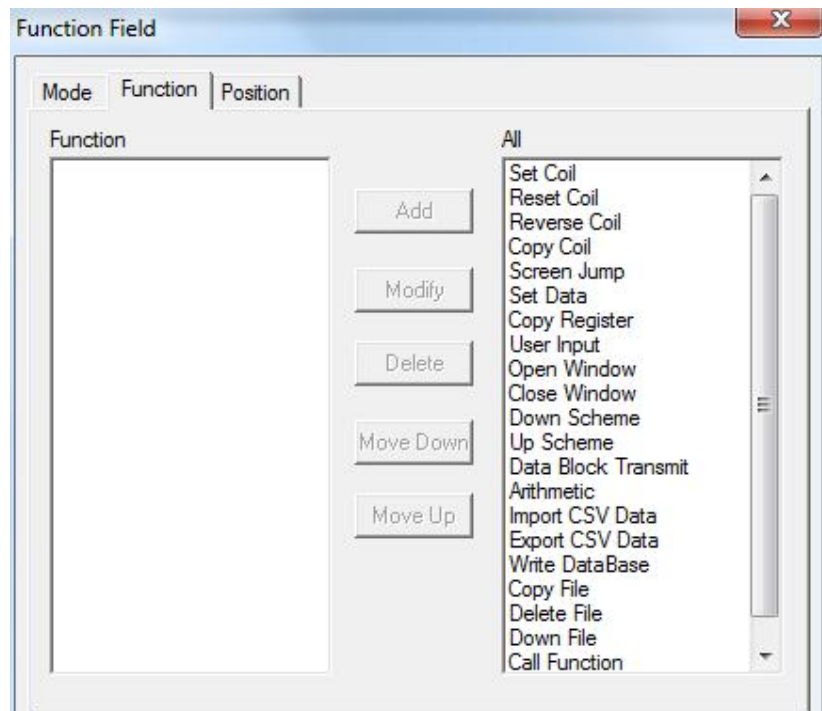 Function Field
Mode Function Position
Function
All
Add
Modify
Delete
Move Down
Move Up
Set Coil
Reset Coil
Reverse Coil
Copy Coil
Screen Jump
Set Data
Copy Register
User Input
Open Window
Close Window
Down Scheme
Up Scheme
Data Block Transmit
Arithmetic
Import CSV Data
Export CSV Data
Write DataBase
Copy File
Delete File
Down File
Call Function